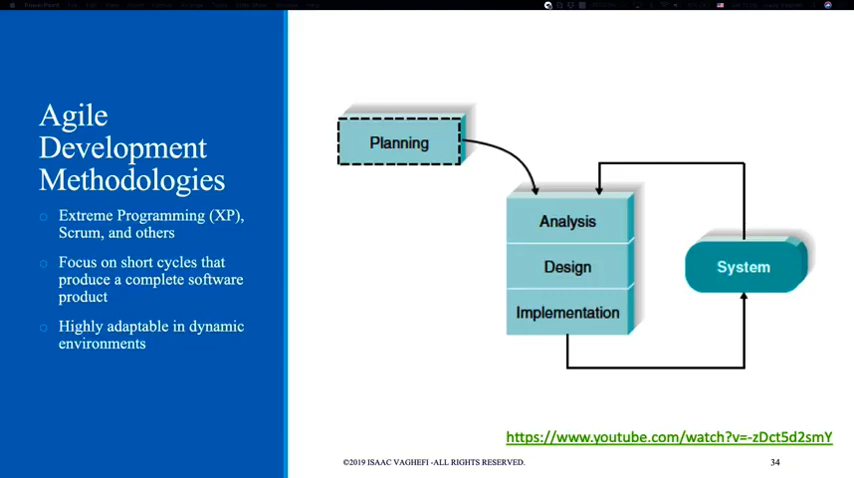 Agile
Development
Methodologies
Extreme Programming (XP),
Scrum, and others
Focus on short cycles that
produce a complete software
product
Highly adaptable in dynamic
environments
Planning
Analysis
Design
Implementation
System
https://www.youtube.com/watch?v=-zDct5d2smY
©2019 ISAAC VAGHEFI -ALL RIGHTS RESERVED.
34